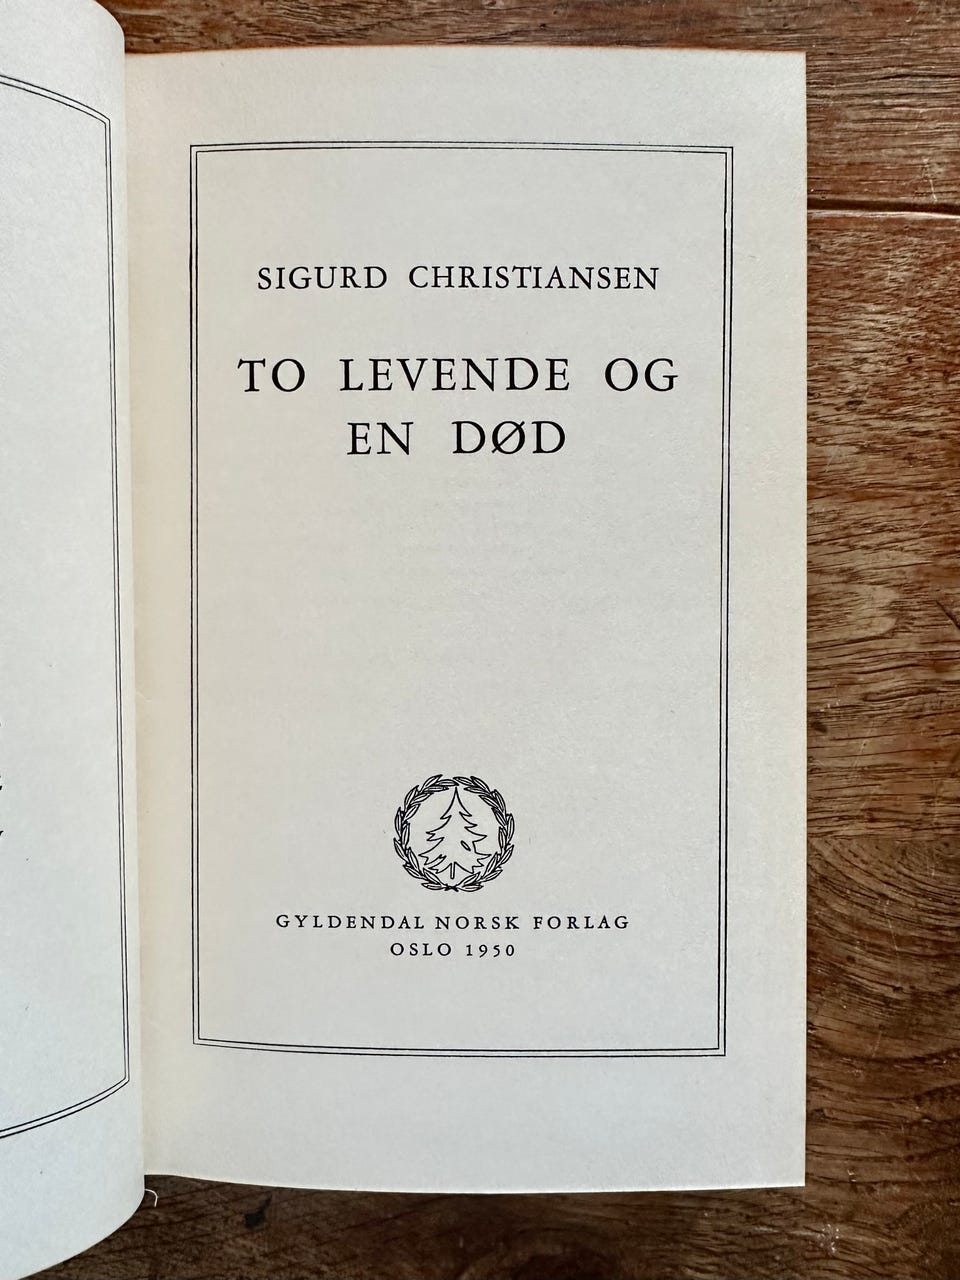 SIGURD CHRISTIANSEN
TO LEVENDE OG
EN DØD
GYLDENDAL NORSK FORLAG
OSLO 1950